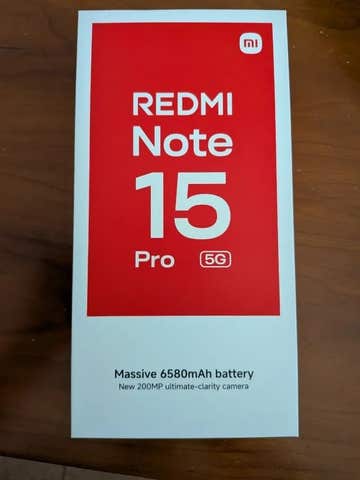 mi
REDMI
Note
15
Pro 5G
Massive 6580mAh battery
New 200MP ultimate-clarity camera